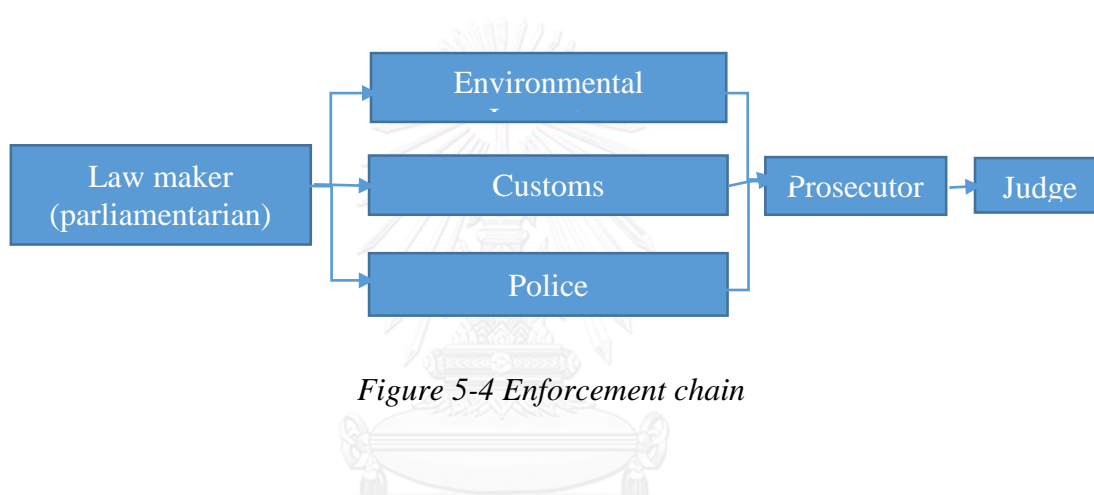 Environmental
Law maker
(parliamentarian)
Customs
Prosecutor
Judge
Police
Figure 5-4 Enforcement chain